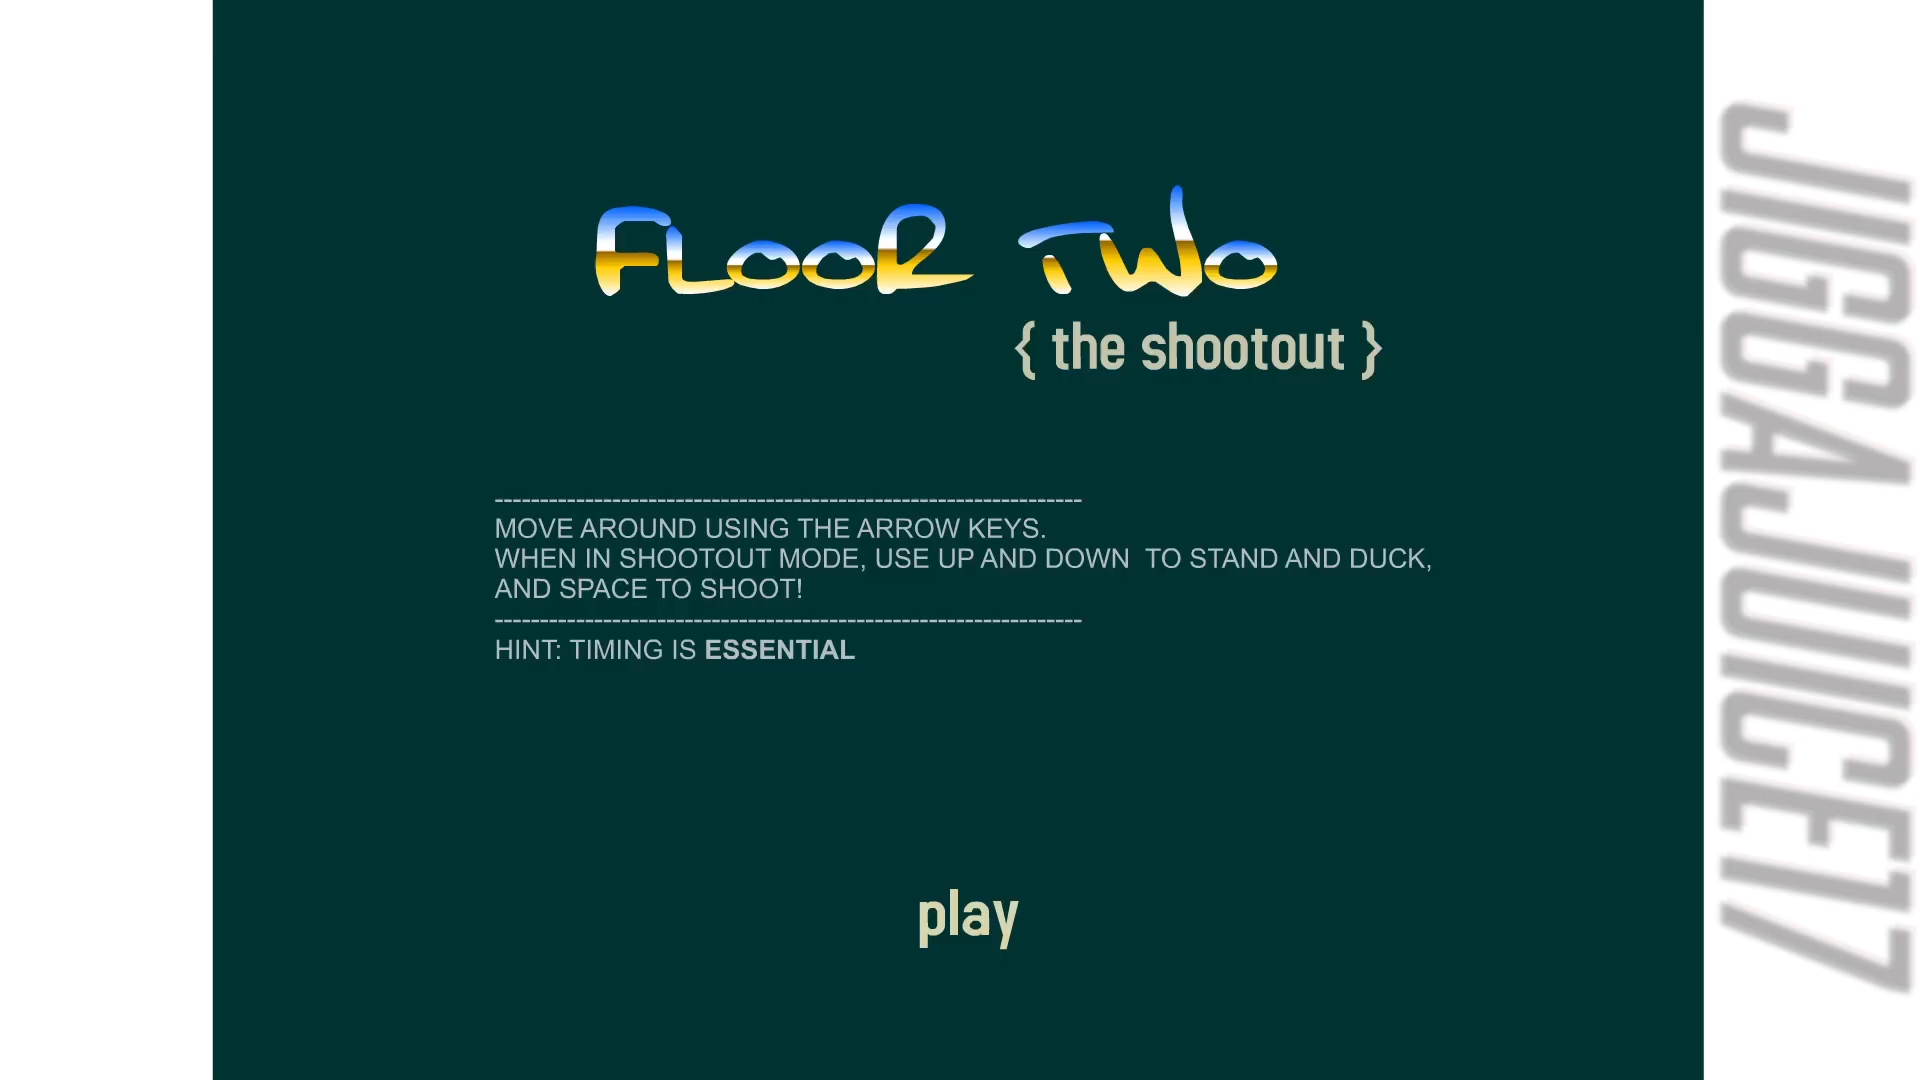 FLOOR TWO
{ the shootout }
----------------------------------------------------------------
MOVE AROUND USING THE ARROW KEYS.
WHEN IN SHOOTOUT MODE, USE UP AND DOWN  TO STAND AND DUCK,
AND SPACE TO SHOOT!
----------------------------------------------------------------
HINT: TIMING IS ESSENTIAL
play
JIGGAJUICE17